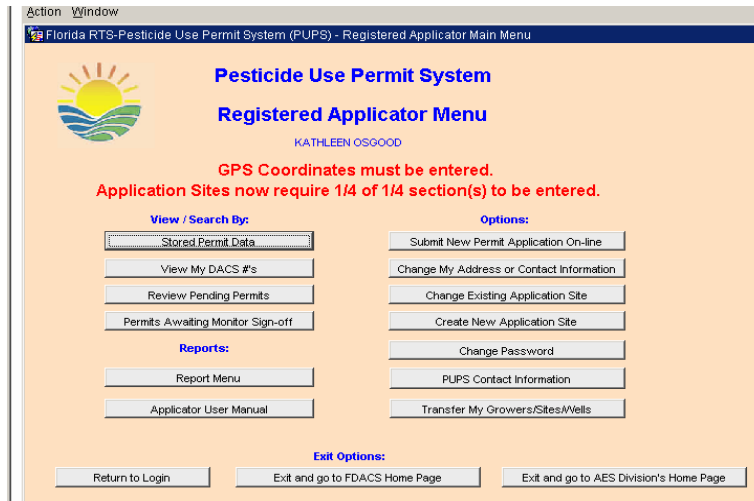 Action Window
Florida RTS-Pesticide Use Permit System (PUPS) - Registered Applicator Main Menu
Pesticide Use Permit System
Registered Applicator Menu
KATHLEEN OSGOOD
GPS Coordinates must be entered.
Application Sites now require 1/4 of 1/4 section(s) to be entered.
View / Search By:
Stored Permit Data
View My DACS #'s
Review Pending Permits
Permits Awaiting Monitor Sign-off
Reports:
Report Menu
Applicator User Manual
Options:
Submit New Permit Application On-line
Change My Address or Contact Information
Change Existing Application Site
Create New Application Site
Change Password
PUPS Contact Information
Transfer My Growers/Sites/Wells
Exit Options:
Return to Login
Exit and go to FDACS Home Page
Exit and go to AES Division's Home Page